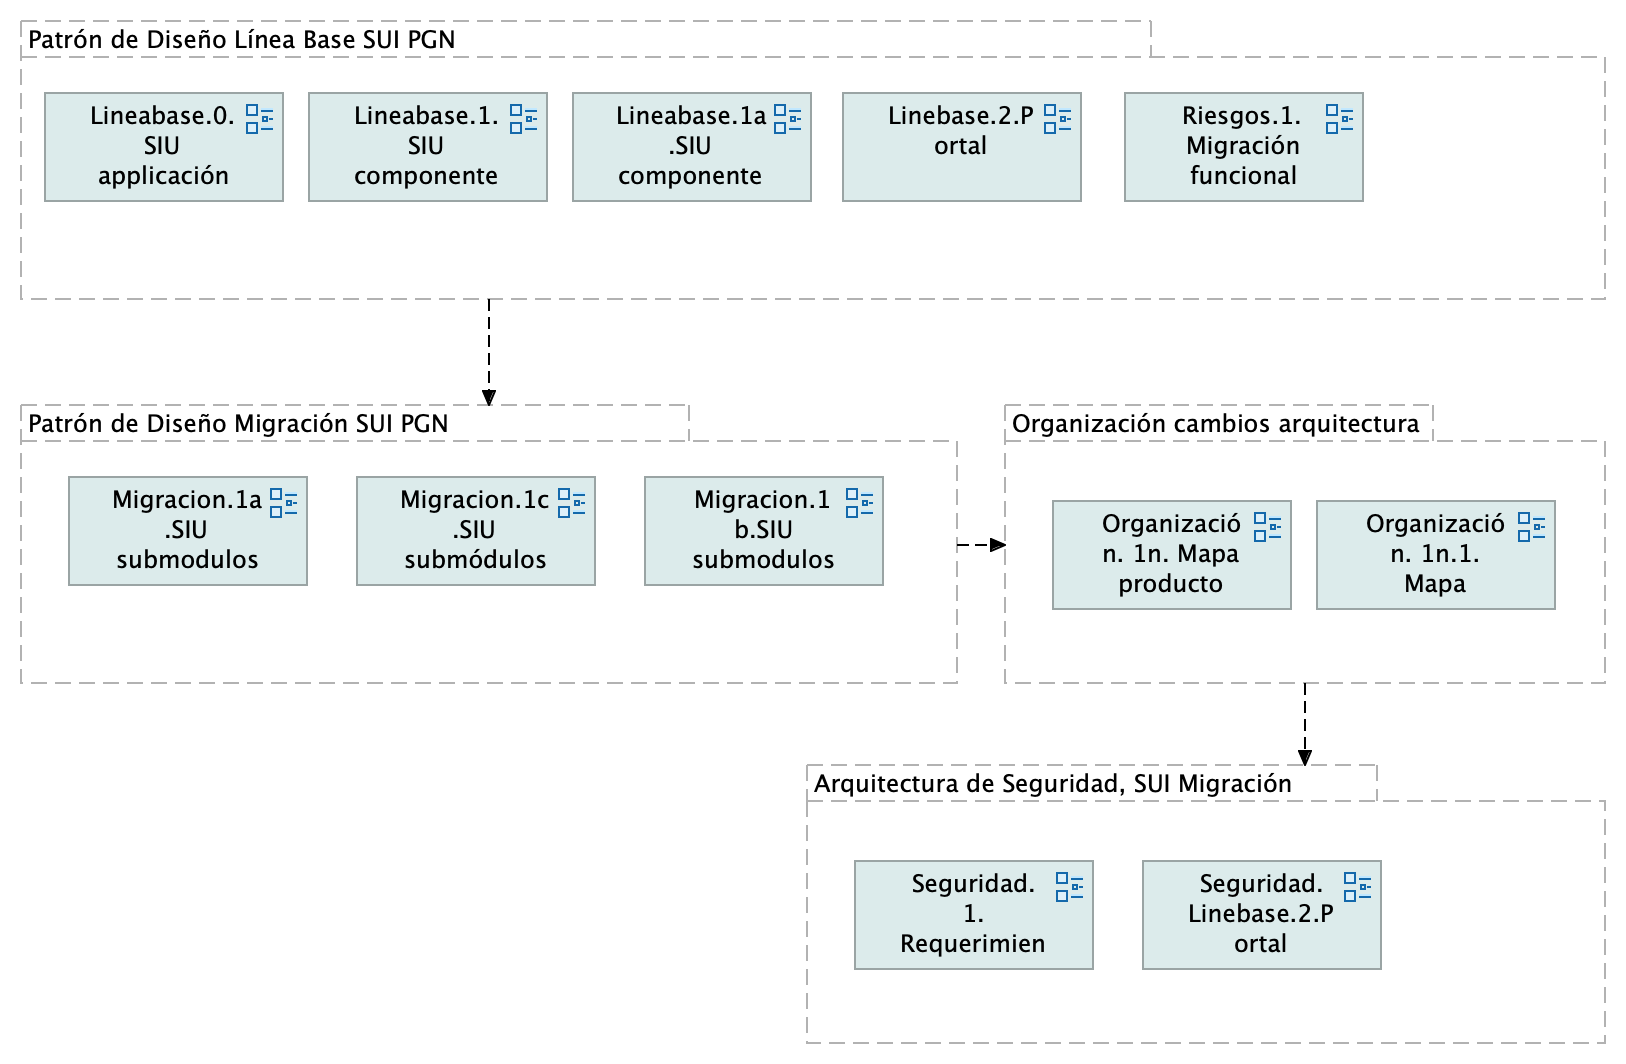 Patrón de Diseño Línea Base SUI PGN
Lineabase.0.
SIU
applicación
Lineabase.1.
SIU
componente
Lineabase.1a
.SIU
componente
Linebase.2.P
ortal
Riesgos.1.
Migración
funcional
Patrón de Diseño Migración SUI PGN
Migracion.1a
.SIU
submodulos
Migracion.1c
.SIU
submódulos
Migracion.1
b.SIU
submodulos
Organización cambios arquitectura
Organizació
n. 1n. Mapa
producto
Organizació
n. 1n.1.
Mapa
Arquitectura de Seguridad, SUI Migración
Seguridad.
1.
Requerimien
Seguridad.
Linebase.2.P
ortal